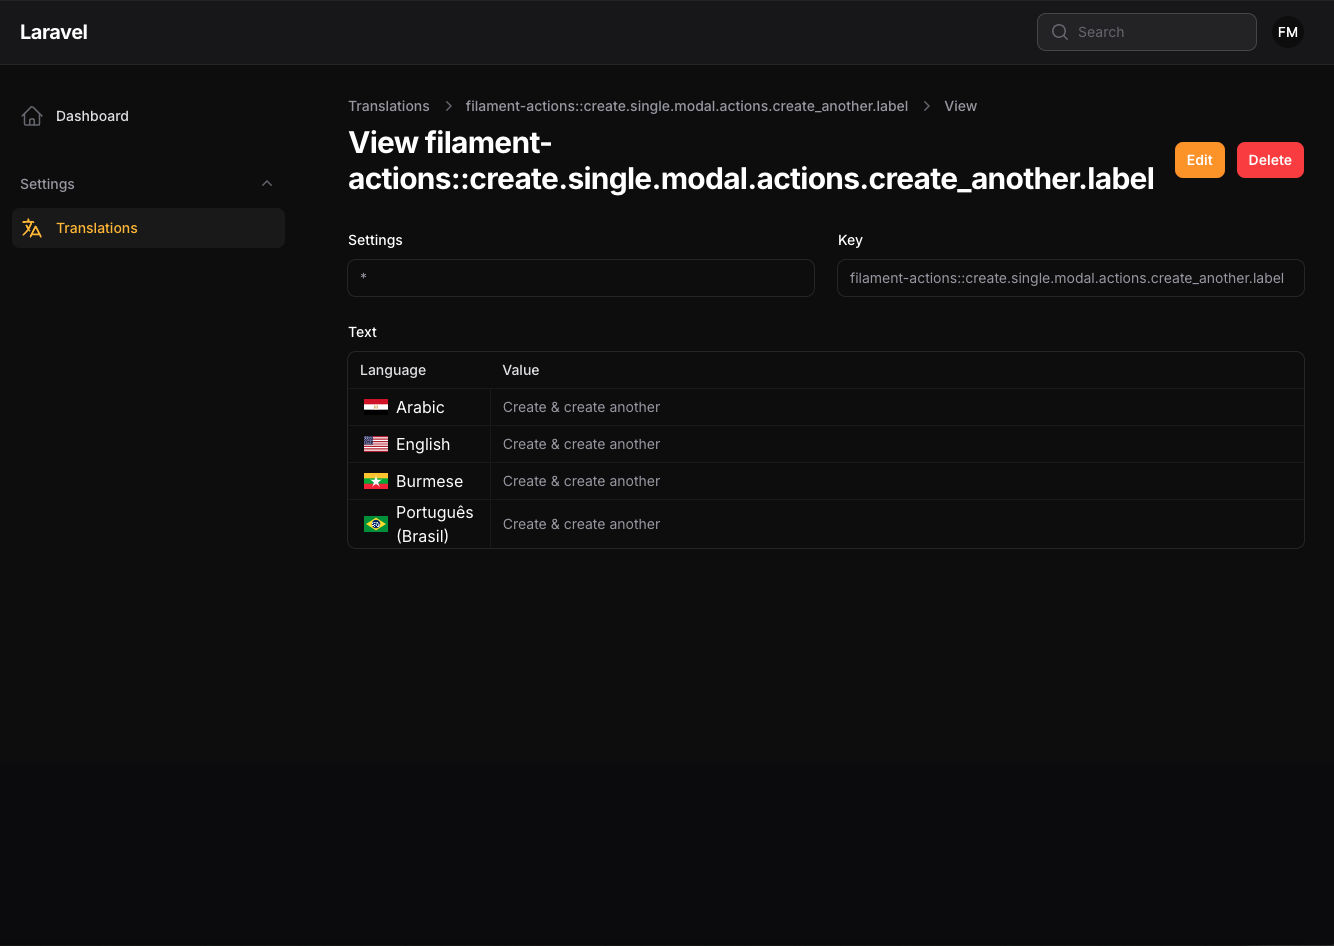 Laravel
Search
FM
Dashboard
Settings
Translations
Translations > filament-actions::create.single.modal.actions.create_another.label > View
View filament-
actions::create.single.modal.actions.create_another.label
Edit
Delete
Settings
Key
*
filament-actions::create.single.modal.actions.create_another.label
Text
Language Value
Arabic Create & create another
English Create & create another
Burmese Create & create another
Português
(Brasil)
Create & create another